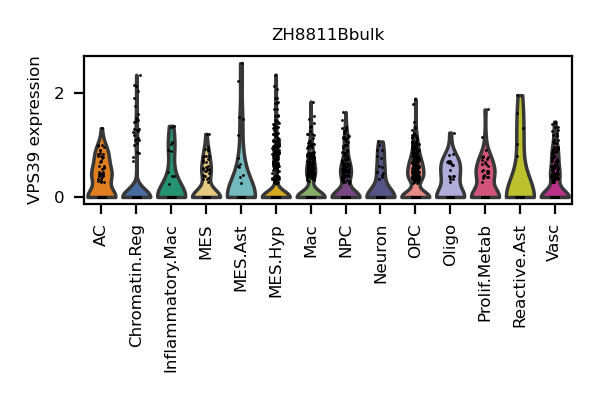 ZH8811Bbulk
VPS39 expression
2
0
AC
Chromatin.Reg
Inflammatory.Mac
MES
MES.Ast
MES.Hyp
Mac
NPC
Neuron
OPC
Oligo
Prolif.Metab
Reactive.Ast
Vasc